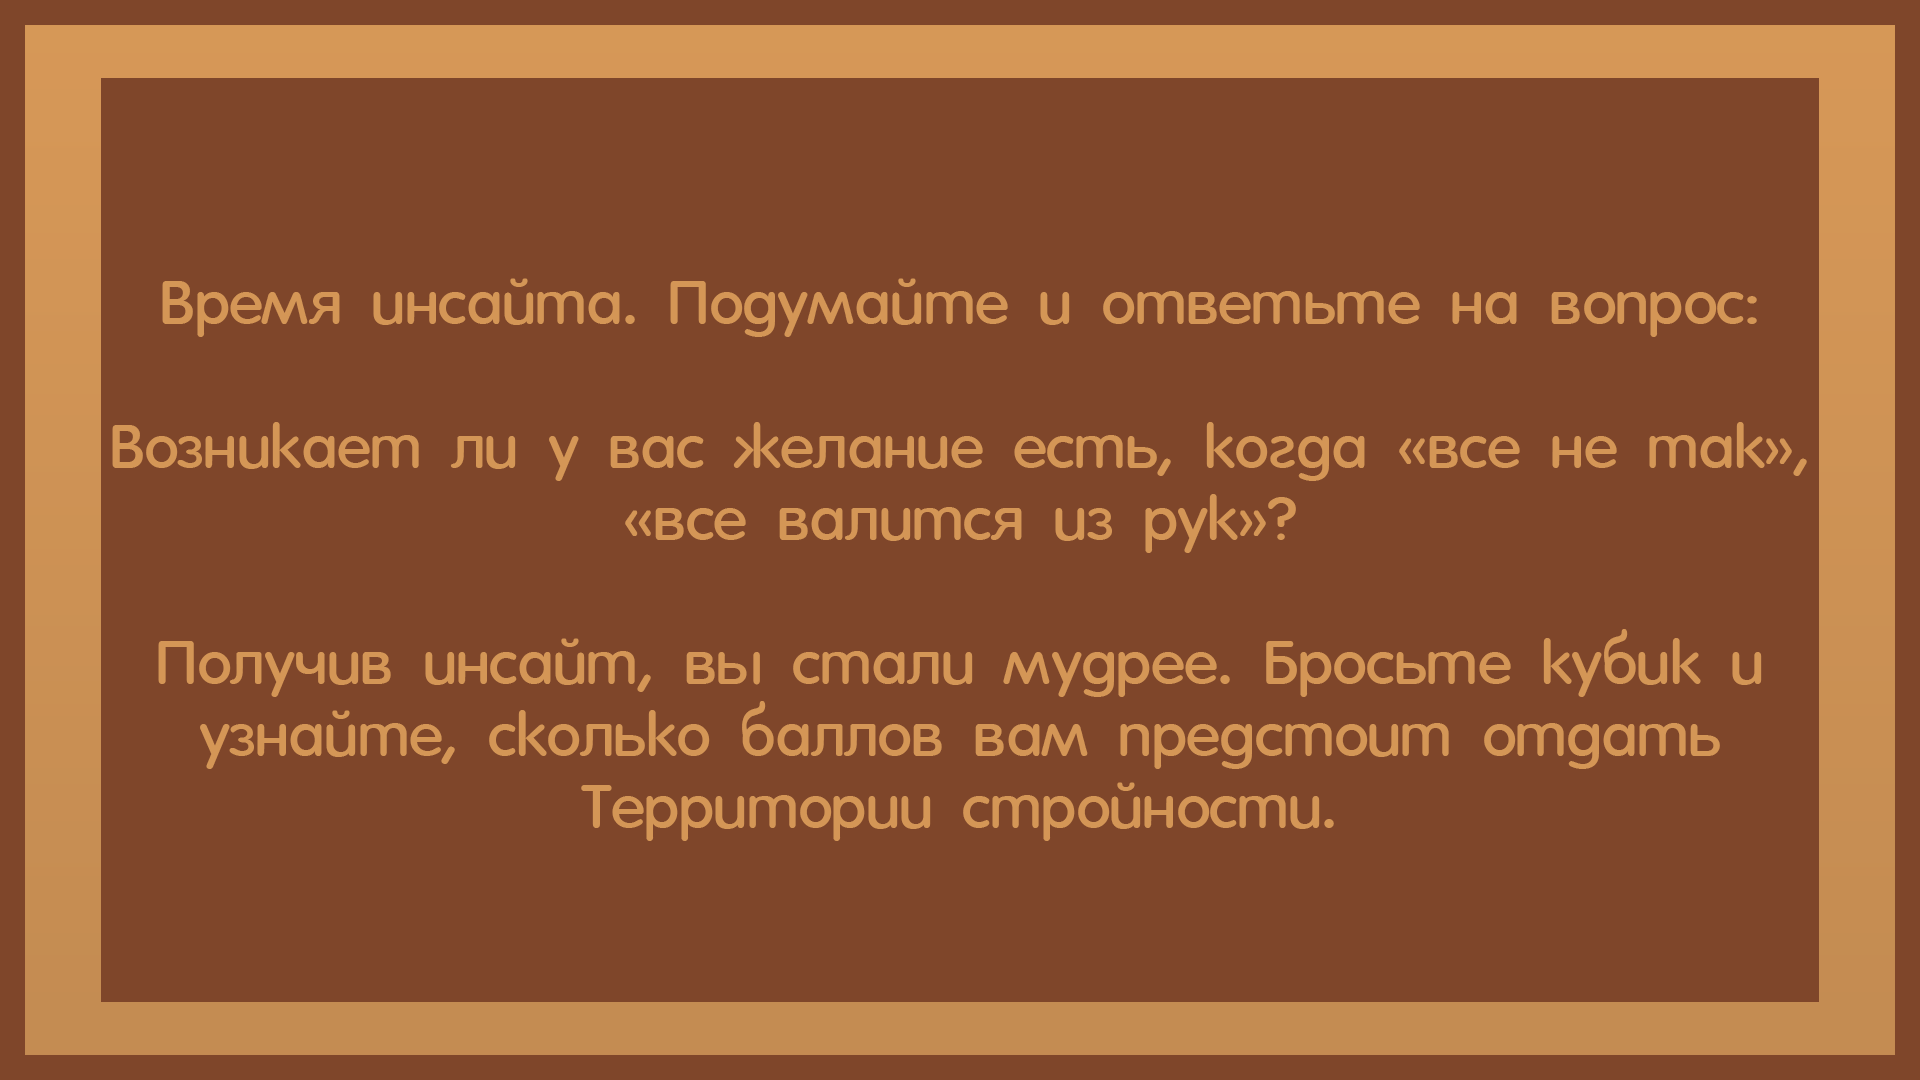 Время инсайта. Подумайте и ответьте на вопрос:
Возникает ли у вас желание есть, когда «все не так»,
«все валится из рук»?
Получив инсайт, вы стали мудрее. Бросьте кубик и
узнайте, сколько баллов вам предстоит отдать
Территории стройности.